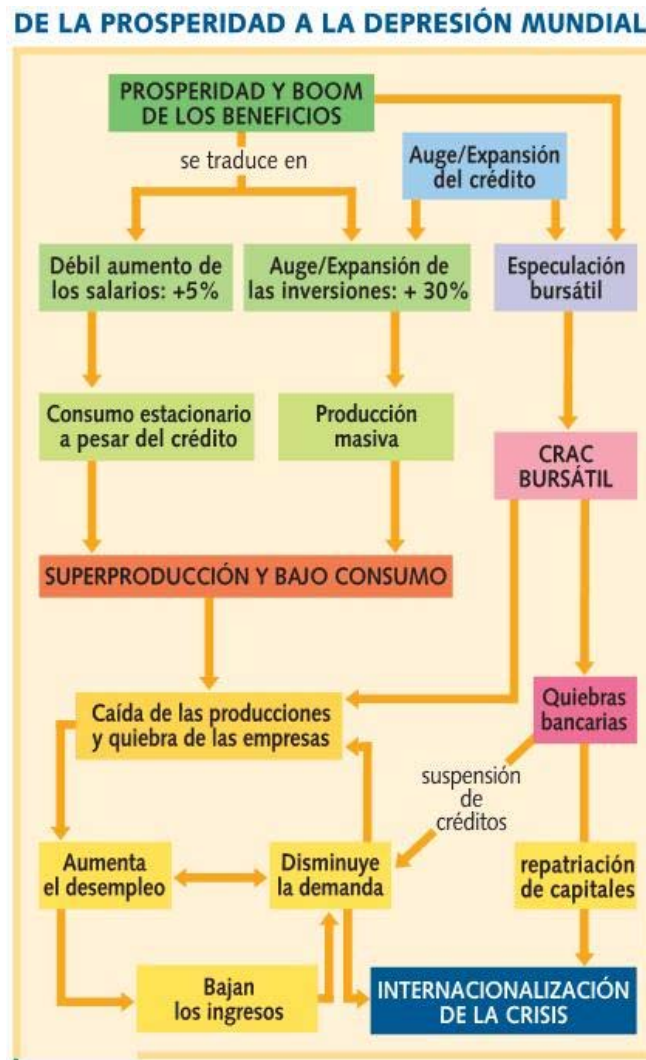 DE LA PROSPERIDAD A LA DEPRESIÓN MUNDIAL
PROSPERIDAD Y BOOM
DE LOS BENEFICIOS
se traduce en
Auge/Expansión
del crédito
Débil aumento de
los salarios: +5%
Auge/Expansión de
las inversiones: + 30%
Especulación
bursátil
Consumo estacionario
a pesar del crédito
Producción
masiva
CRAC
BURSÁTIL
SUPERPRODUCCIÓN Y BAJO CONSUMO
Caída de las producciones
y quiebra de las empresas
Quiebras
bancarias
suspensión
de
créditos
Aumenta
el desempleo
Disminuye
la demanda
repatriación
de capitales
Bajan
los ingresos
INTERNACIONALIZACIÓN
DE LA CRISIS